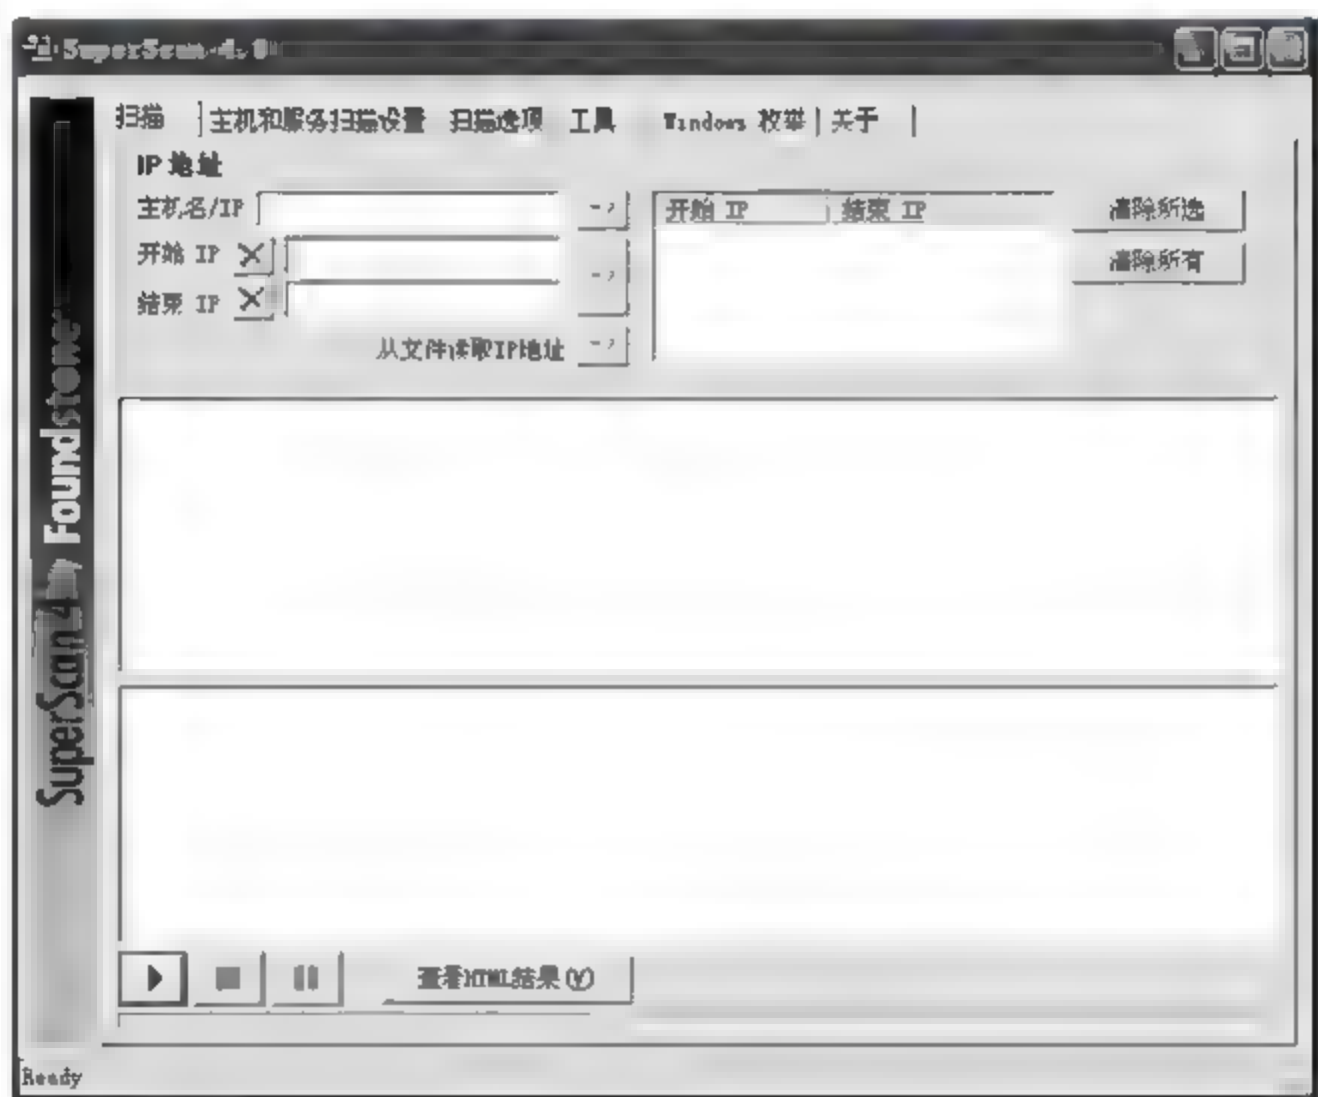 SuperScan 4.0
扫描 主机和服务扫描设置 扫描选项 工具 Windows 枚举 关于
IP 地址
主机名/IP
开始 IP X
结束 IP X
从文件读取IP地址
->
->
->
开始 IP 结束 IP
清除所选
清除所有
SuperScan 4 Foundstone
查看HTML结果(V)
Ready